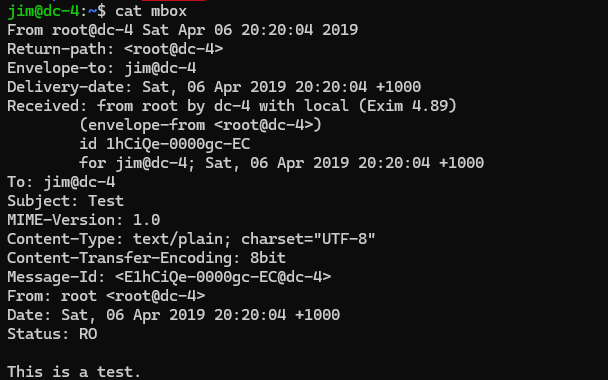 jim@dc-4:~$ cat mbox
From root@dc-4 Sat Apr 06 20:20:04 2019
Return-path: <root@dc-4>
Envelope-to: jim@dc-4
Delivery-date: Sat, 06 Apr 2019 20:20:04 +1000
Received: from root by dc-4 with local (Exim 4.89)
        (envelope-from <root@dc-4>)
        id 1hCiQe-0000gc-EC
        for jim@dc-4; Sat, 06 Apr 2019 20:20:04 +1000
To: jim@dc-4
Subject: Test
MIME-Version: 1.0
Content-Type: text/plain; charset="UTF-8"
Content-Transfer-Encoding: 8bit
Message-Id: <E1hCiQe-0000gc-EC@dc-4>
From: root <root@dc-4>
Date: Sat, 06 Apr 2019 20:20:04 +1000
Status: RO

This is a test.